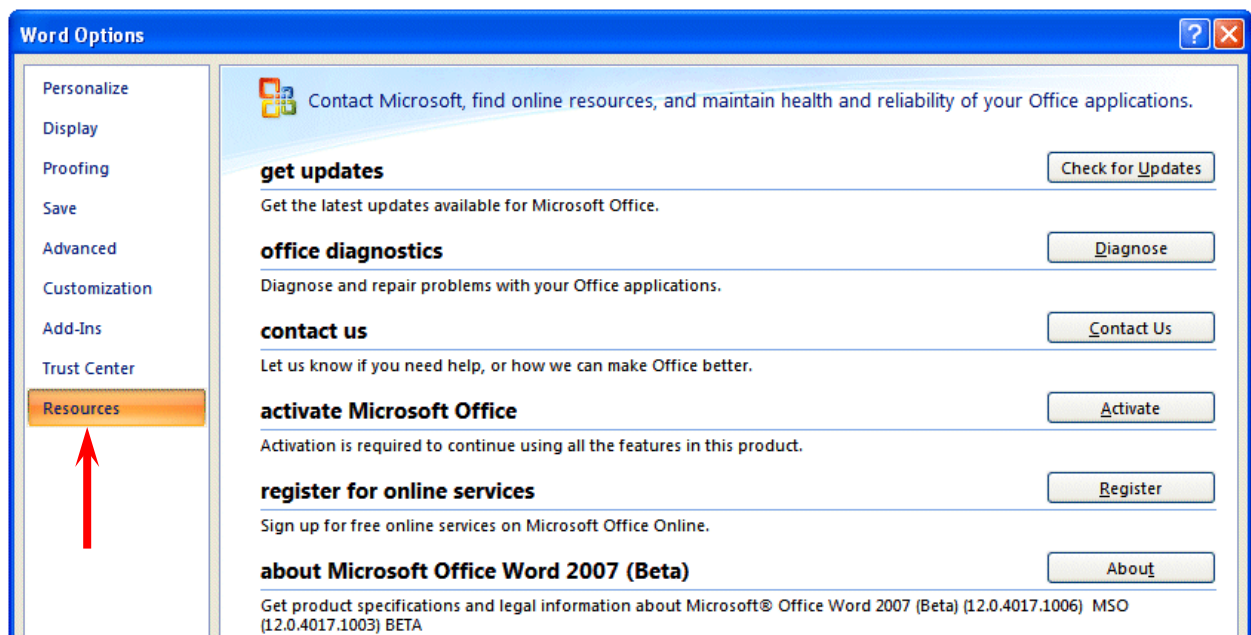 Word Options
Personalize
Display
Proofing
Save
Advanced
Customization
Add-Ins
Trust Center
Resources
Contact Microsoft, find online resources, and maintain health and reliability of your Office applications.
get updates
Check for Updates
Get the latest updates available for Microsoft Office.
office diagnostics
Diagnose
Diagnose and repair problems with your Office applications.
contact us
Contact Us
Let us know if you need help, or how we can make Office better.
activate Microsoft Office
Activate
Activation is required to continue using all the features in this product.
register for online services
Register
Sign up for free online services on Microsoft Office Online.
about Microsoft Office Word 2007 (Beta)
About
Get product specifications and legal information about Microsoft® Office Word 2007 (Beta) (12.0.4017.1006)  MSO
(12.0.4017.1003) BETA